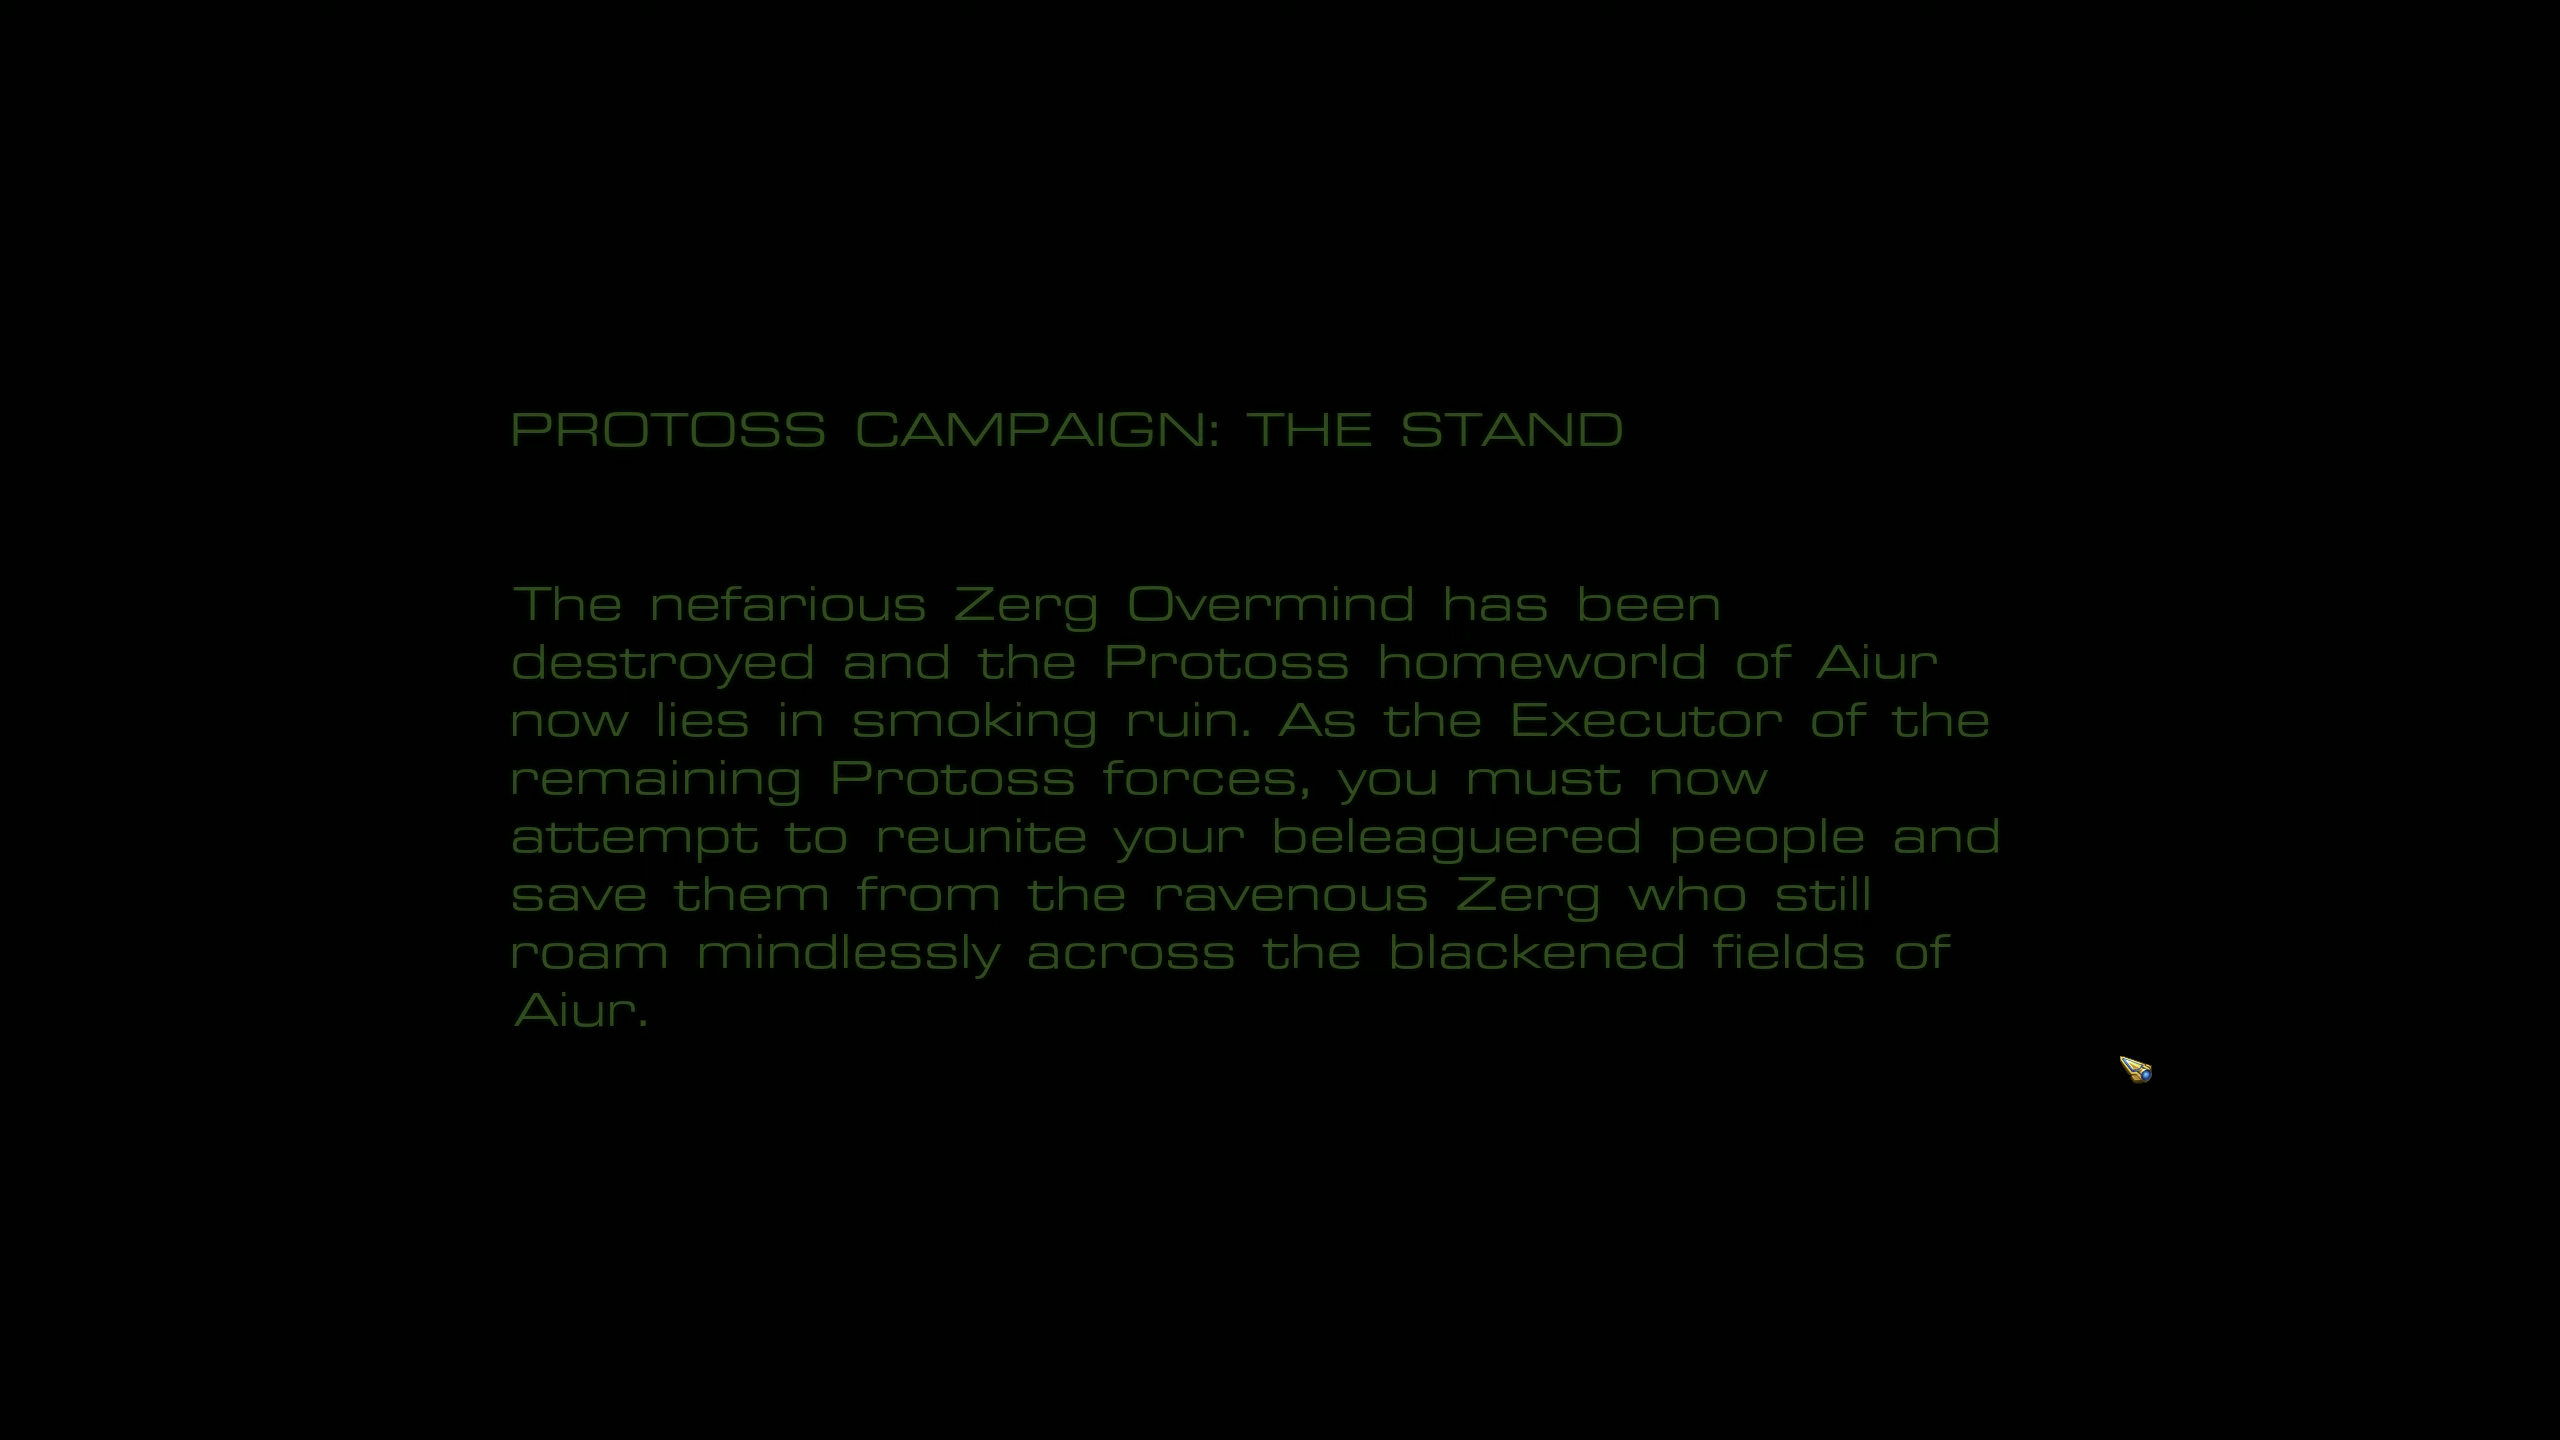 PROTOSS CAMPAIGN: THE STAND
The nefarious Zerg Overmind has been
destroyed and the Protoss homeworld of Aiur
now lies in smoking ruin. As the Executor of the
remaining Protoss forces, you must now
attempt to reunite your beleaguered people and
save them from the ravenous Zerg who still
roam mindlessly across the blackened fields of
Aiur.